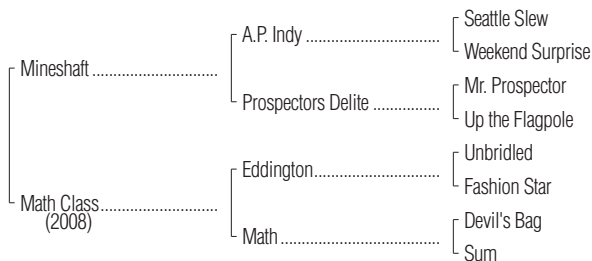 Seattle Slew
A.P. Indy
Weekend Surprise
Mineshaft
Mr. Prospector
Prospectors Delite
Up the Flagpole
Unbridled
Eddington
Fashion Star
Math Class
(2008)
Devil's Bag
Math
Sum